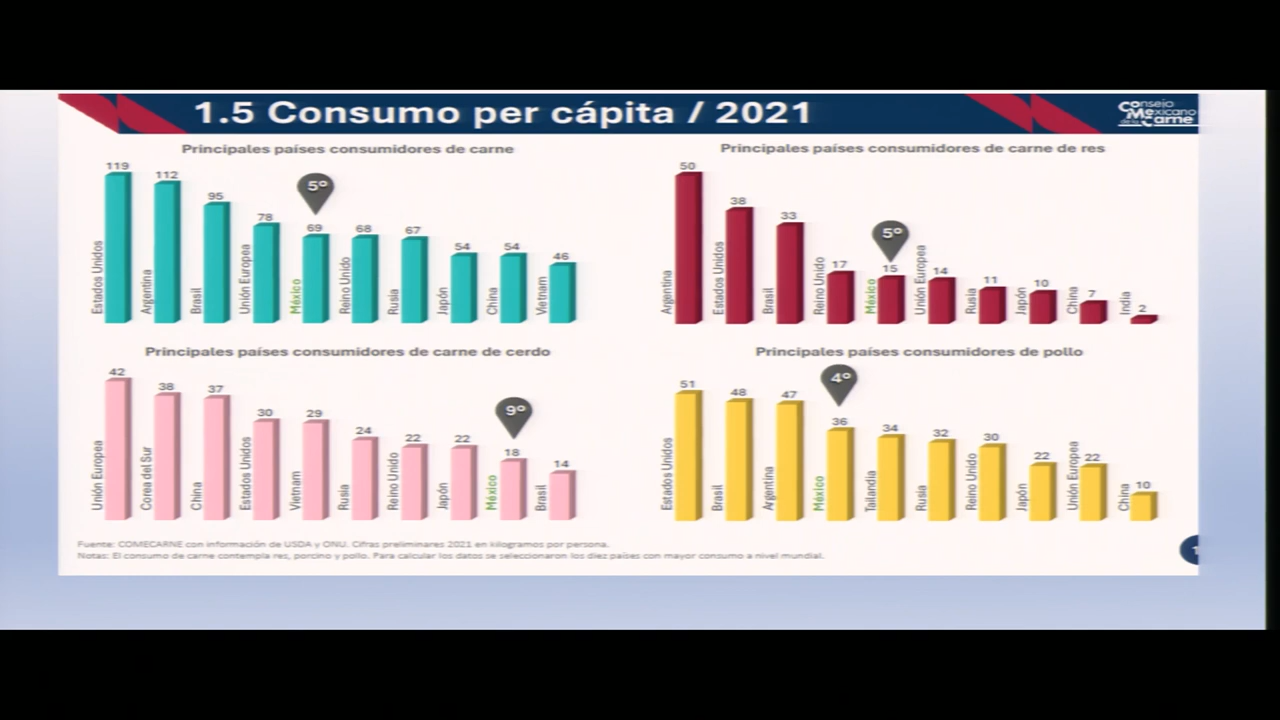 1.5 Consumo per cápita / 2021
Consejo
Mexicano
de la Carne
Principales países consumidores de carne
119 112 95 78 69 68 67 54 54 46
5º
Estados Unidos
Argentina
Brasil
Unión Europea
México
Reino Unido
Rusia
Japón
China
Vietnam
Principales países consumidores de carne de res
50 38 33 17 15 14 11 10 7 2
5º
Argentina
Estados Unidos
Brasil
Reino Unido
México
Unión Europea
Rusia
Japón
China
India
Principales países consumidores de carne de cerdo
42 38 37 30 29 24 22 22 18 14
9º
Unión Europea
Corea del Sur
China
Estados Unidos
Vietnam
Rusia
Reino Unido
Japón
México
Brasil
Principales países consumidores de pollo
51 48 47 36 34 32 30 22 22 10
4º
Estados Unidos
Brasil
Argentina
México
Tailandia
Rusia
Reino Unido
Japón
Unión Europea
China
Fuente: COMECARNE con información de USDA y ONU. Cifras preliminares 2021 en kilogramos por persona.
Notas: El consumo de carne contempla res, porcino y pollo. Para calcular los datos se seleccionaron los diez países con mayor consumo a nivel mundial.